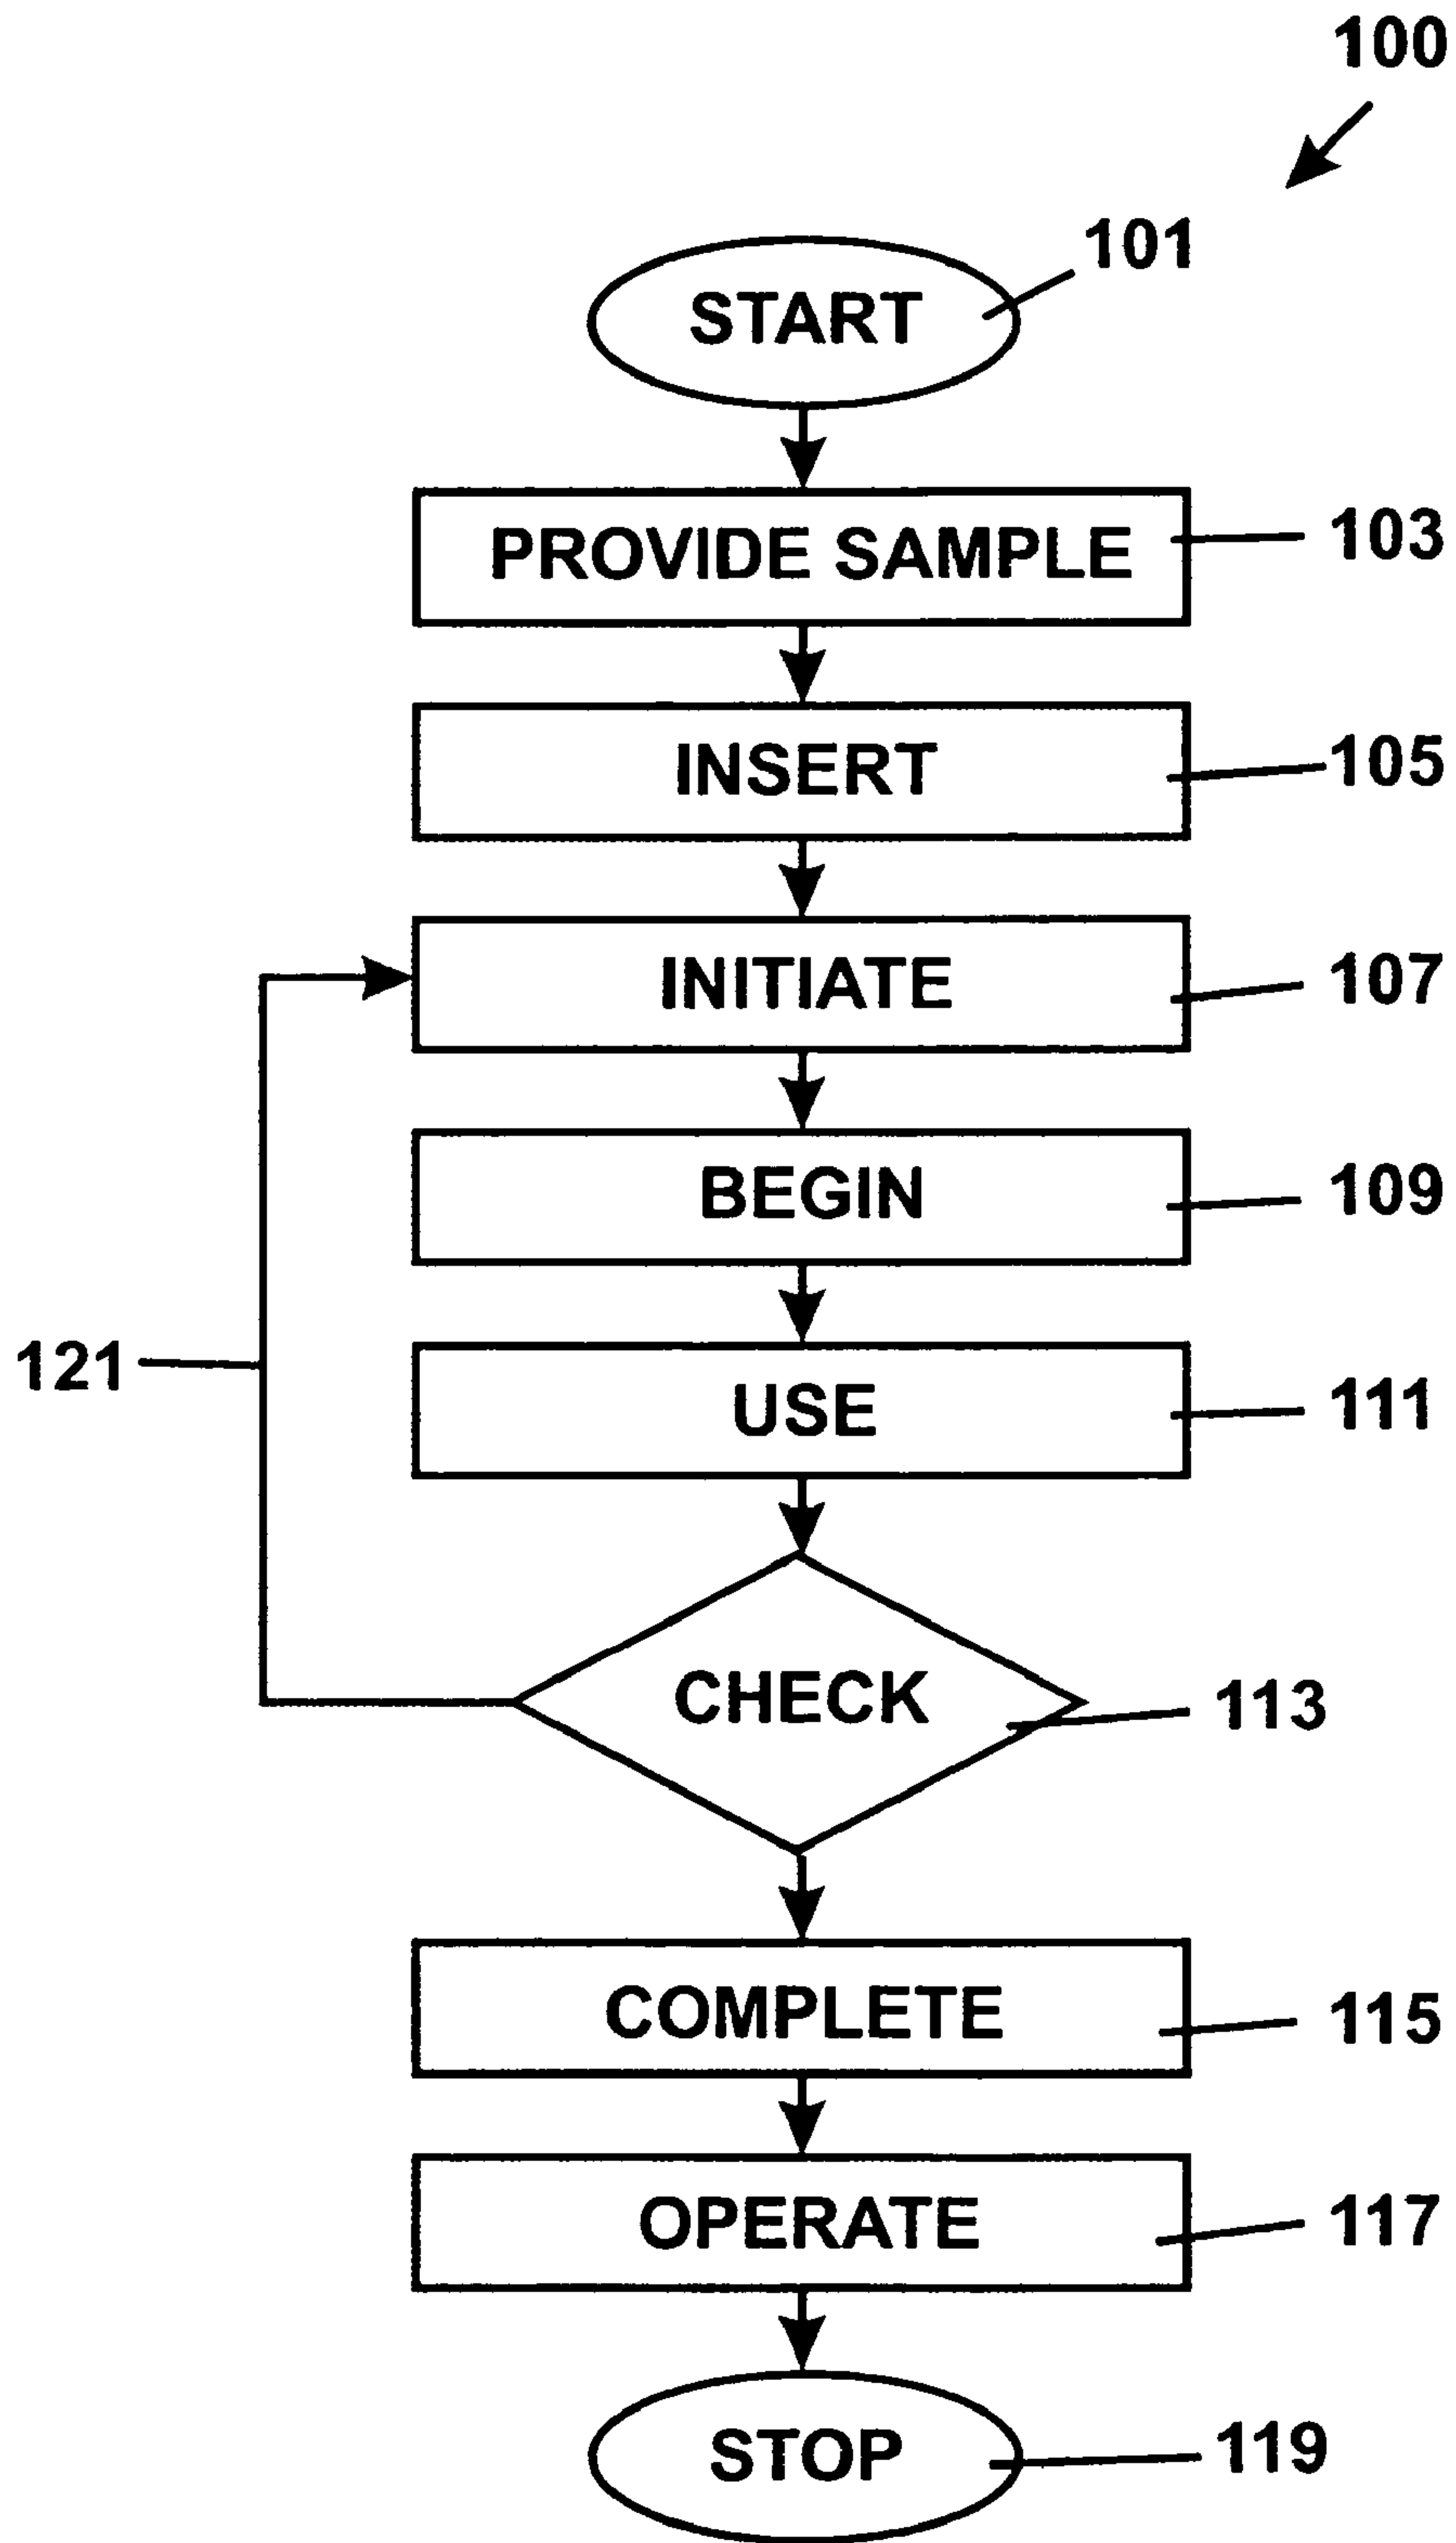 100
101
START
PROVIDE SAMPLE
103
INSERT
105
INITIATE
107
BEGIN
109
121
USE
111
CHECK
113
COMPLETE
115
OPERATE
117
STOP
119